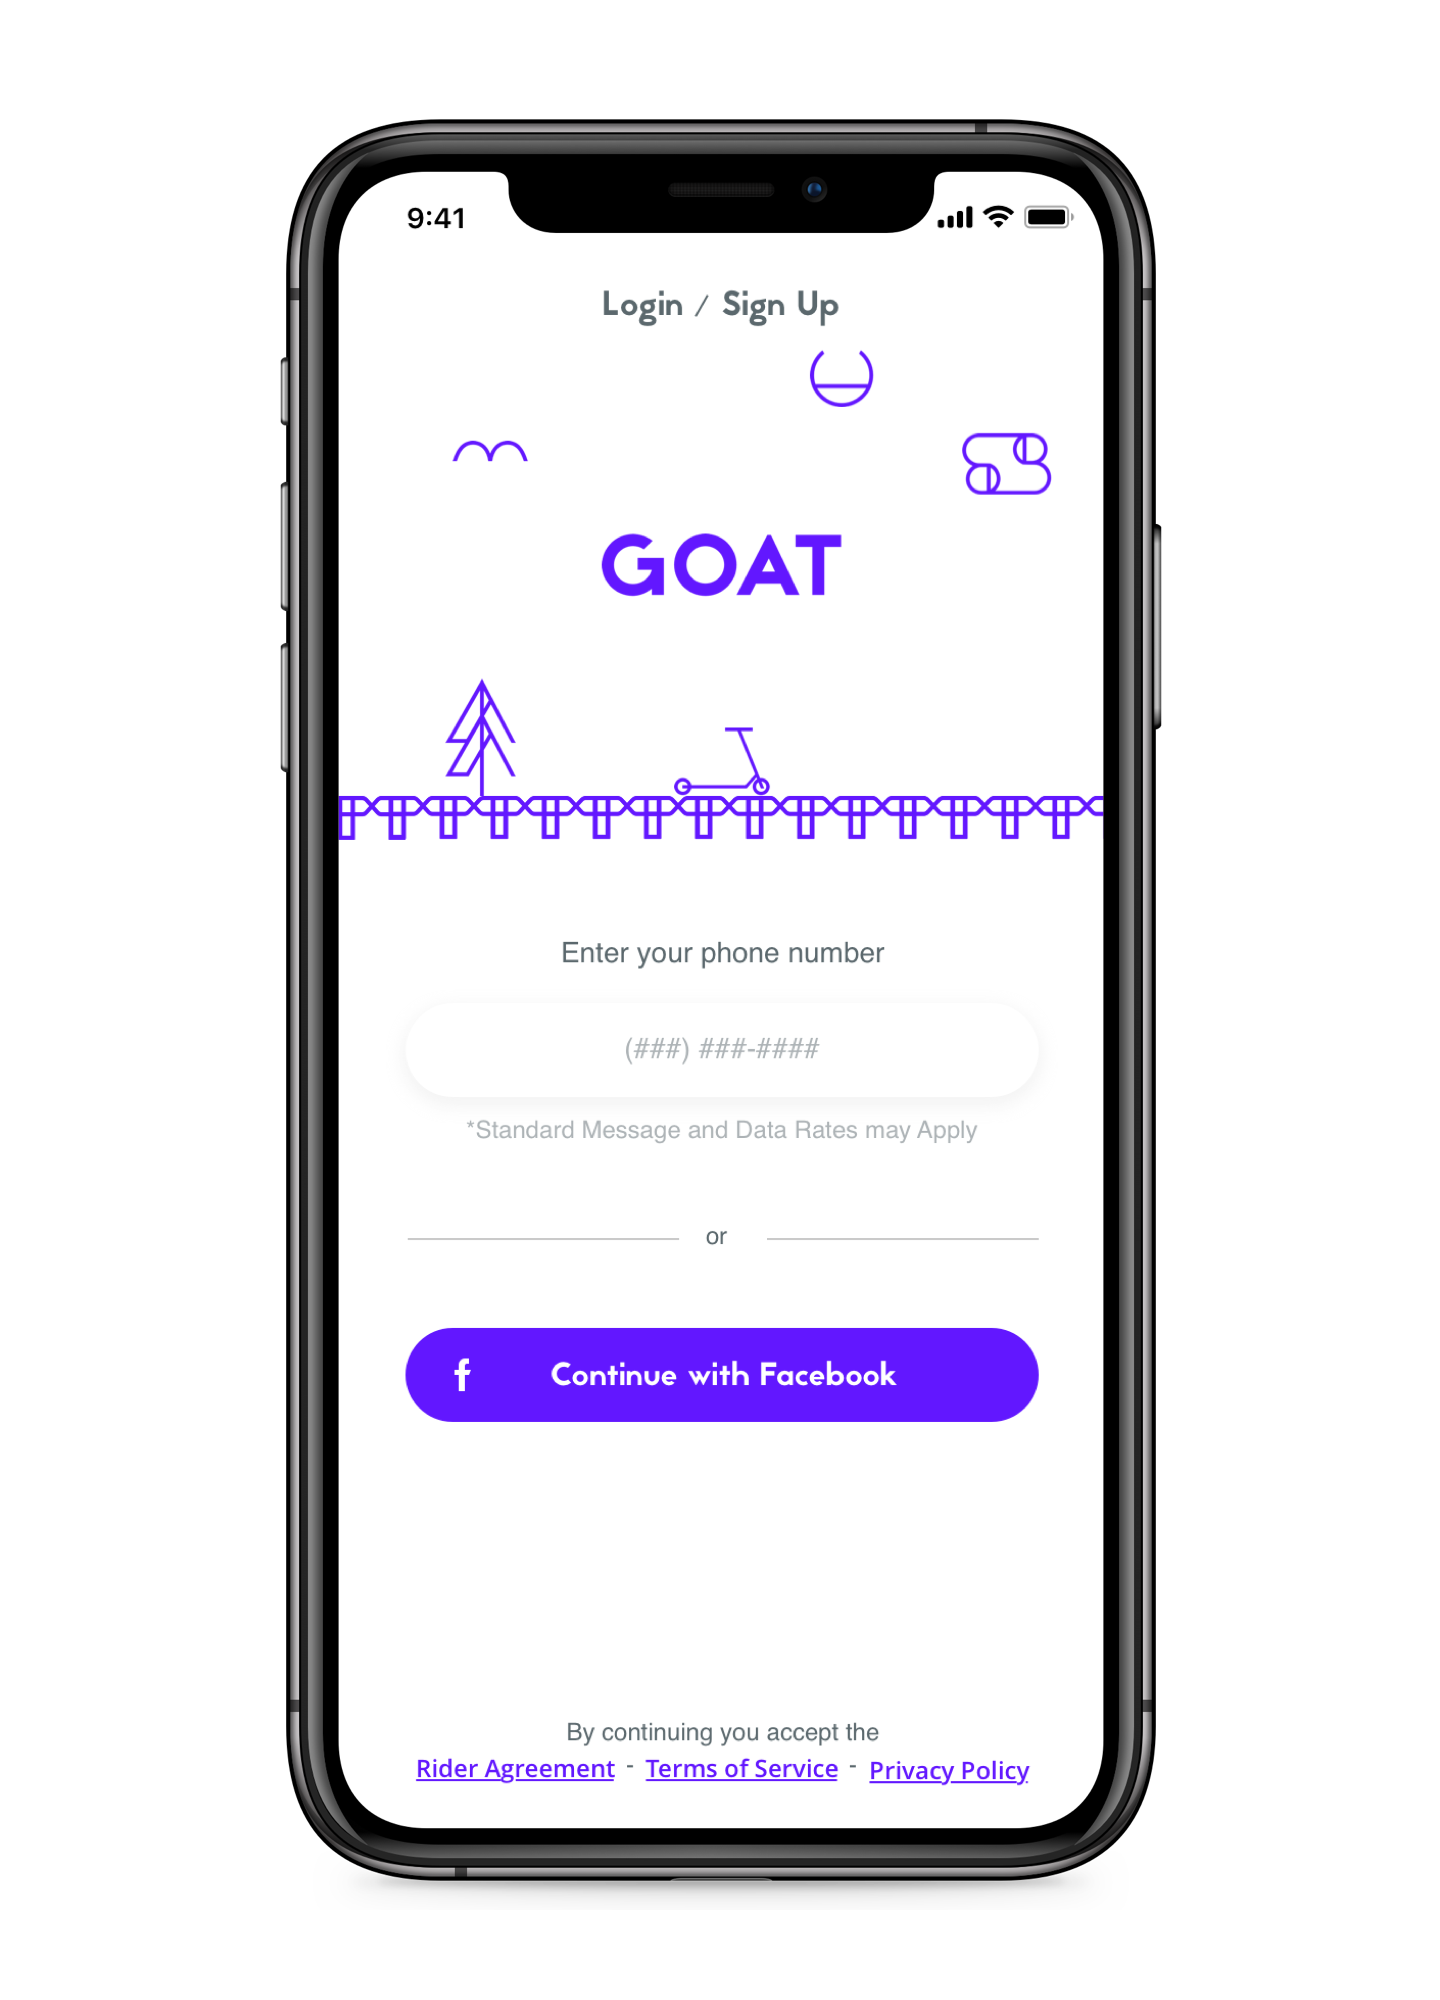 9:41
Login / Sign Up
GOAT
Enter your phone number
(###) ###-####
*Standard Message and Data Rates may Apply
or
f Continue with Facebook
By continuing you accept the
Rider Agreement - Terms of Service - Privacy Policy